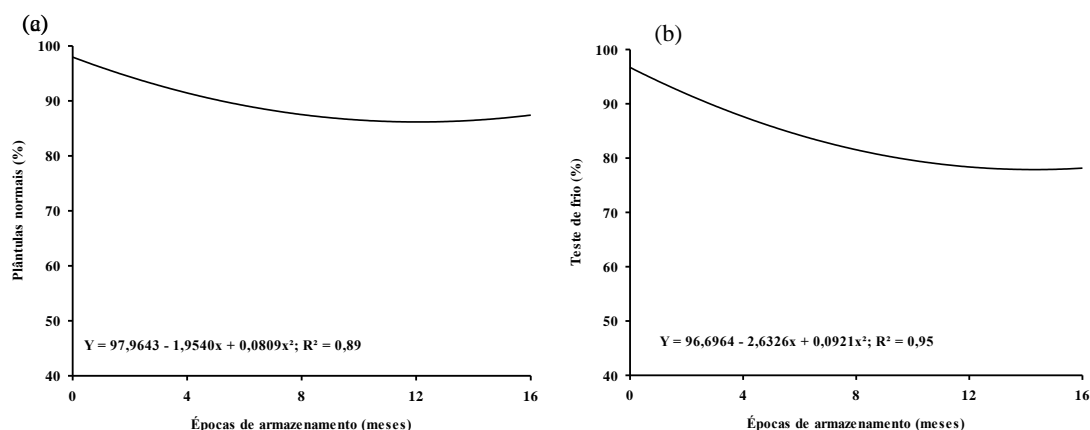 (a)
100
90
80
70
60
50
40
Plântulas normais (%)
Y = 97,9643 - 1,9540x + 0,0809x²; R² = 0,89
0 4 8 12 16
Épocas de armazenamento (meses)
(b)
100
90
80
70
60
50
40
Teste de frio (%)
Y = 96,6964 - 2,6326x + 0,0921x²; R² = 0,95
0 4 8 12 16
Épocas de armazenamento (meses)